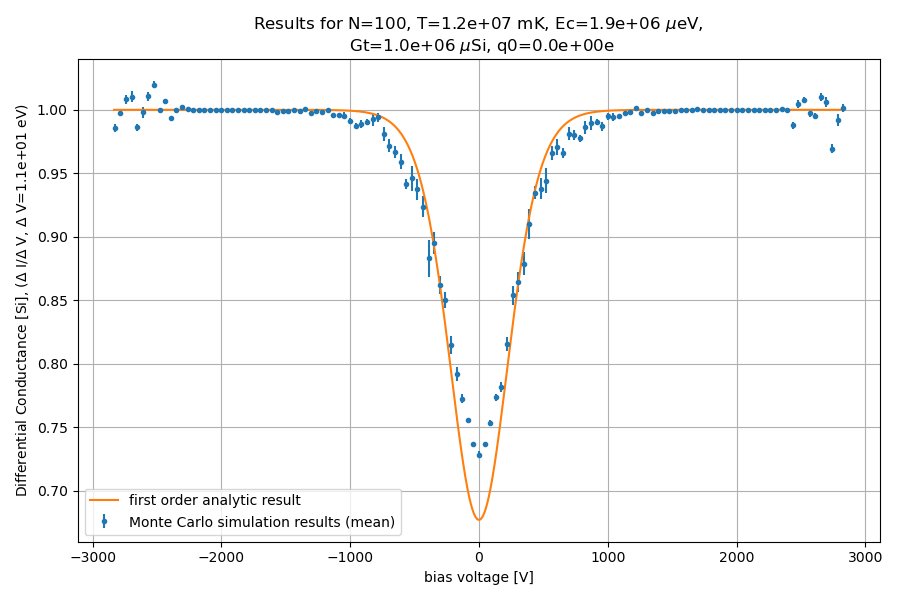 Results for N=100, T=1.2e+07 mK, Ec=1.9e+06 μeV,
Gt=1.0e+06 μSi, q0=0.0e+00e
Differential Conductance [Si], (Δ I/Δ V, Δ V=1.1e+01 eV)
1.00
0.95
0.90
0.85
0.80
0.75
0.70
first order analytic result
Monte Carlo simulation results (mean)
−3000 −2000 −1000 0 1000 2000 3000
bias voltage [V]